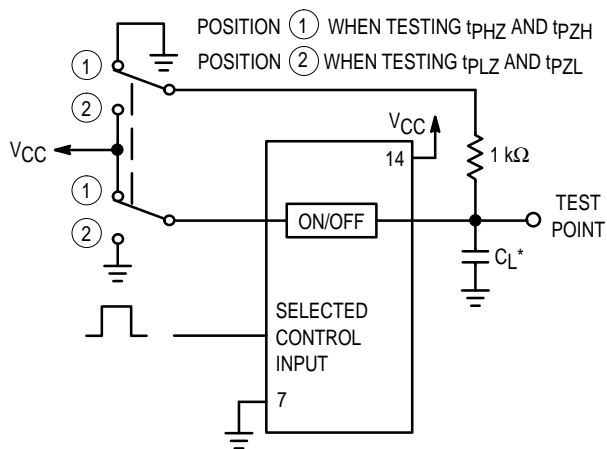 POSITION 1 WHEN TESTING tPHZ AND tPZH
POSITION 2 WHEN TESTING tPLZ AND tPZL
1
2
VCC
1
2
VCC
14
1 kΩ
ON/OFF
TEST
POINT
CL*
SELECTED
CONTROL
INPUT
7